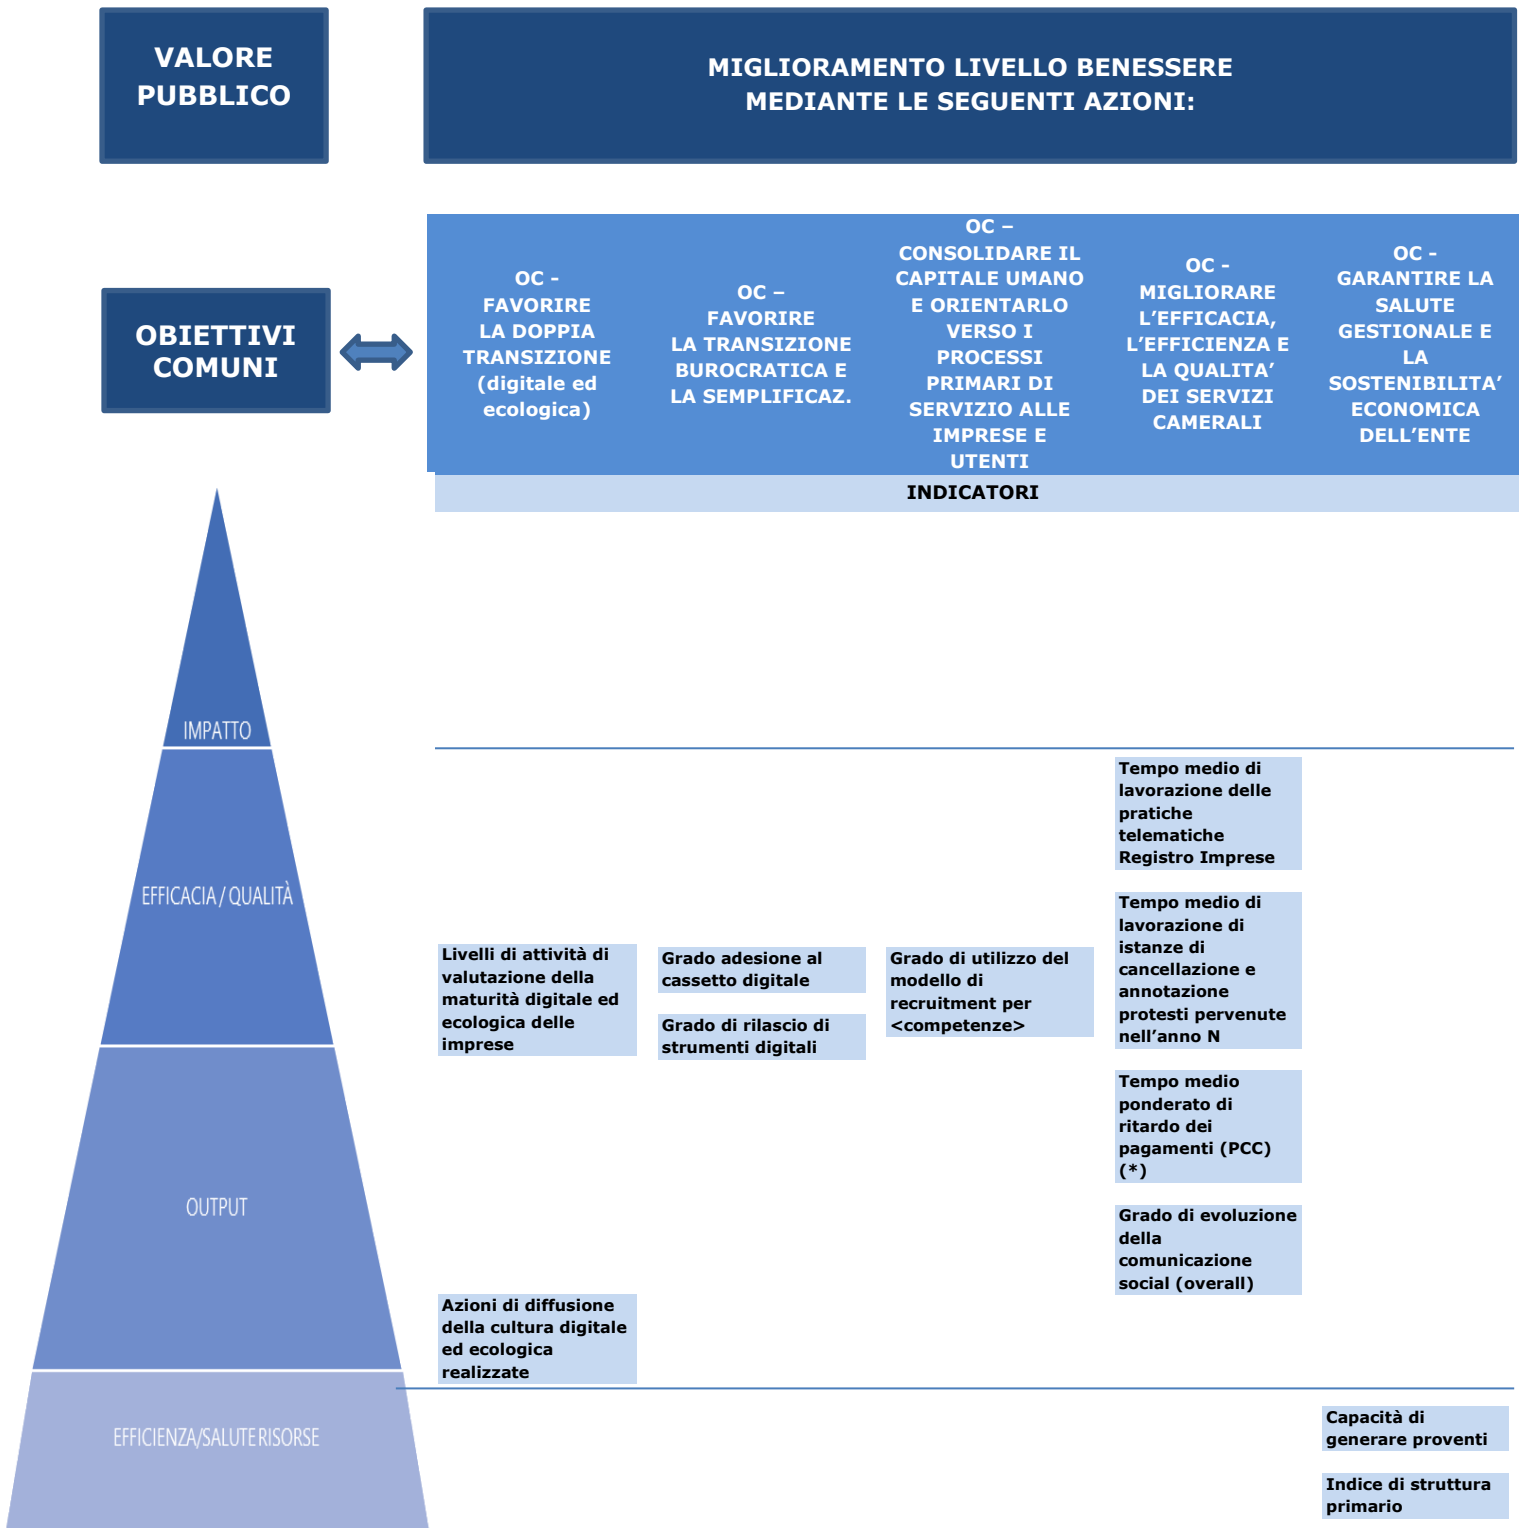 VALORE
PUBBLICO
MIGLIORAMENTO LIVELLO BENESSERE
MEDIANTE LE SEGUENTI AZIONI:
OBIETTIVI
COMUNI
OC -
FAVORIRE
LA DOPPIA
TRANSIZIONE
(digitale ed
ecologica)
OC –
FAVORIRE
LA TRANSIZIONE
BUROCRATICA E
LA SEMPLIFICAZ.
OC –
CONSOLIDARE IL
CAPITALE UMANO
E ORIENTARLO
VERSO I
PROCESSI
PRIMARI DI
SERVIZIO ALLE
IMPRESE E
UTENTI
OC -
MIGLIORARE
L’EFFICACIA,
L’EFFICIENZA E
LA QUALITA’
DEI SERVIZI
CAMERALI
OC -
GARANTIRE LA
SALUTE
GESTIONALE E
LA
SOSTENIBILITA’
ECONOMICA
DELL’ENTE
INDICATORI
IMPATTO
EFFICACIA / QUALITÀ
OUTPUT
EFFICIENZA/SALUTE RISORSE
Livelli di attività di
valutazione della
maturità digitale ed
ecologica delle
imprese
Azioni di diffusione
della cultura digitale
ed ecologica
realizzate
Grado adesione al
cassetto digitale
Grado di rilascio di
strumenti digitali
Grado di utilizzo del
modello di
recruitment per
<competenze>
Tempo medio di
lavorazione delle
pratiche
telematiche
Registro Imprese
Tempo medio di
lavorazione di
istanze di
cancellazione e
annotazione
protesti pervenute
nell’anno N
Tempo medio
ponderato di
ritardo dei
pagamenti (PCC)
(*)
Grado di evoluzione
della
comunicazione
social (overall)
Capacità di
generare proventi
Indice di struttura
primario